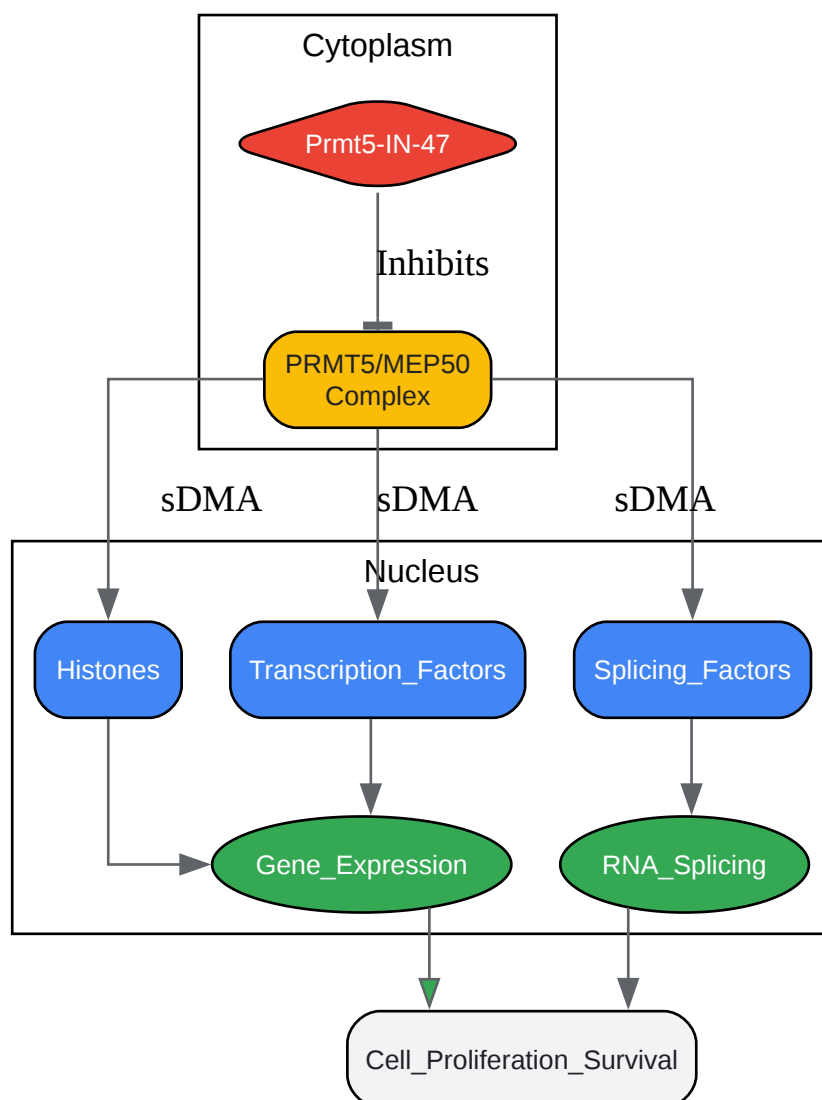 Cytoplasm
Prmt5-IN-47
Inhibits
PRMT5/MEP50
Complex
sDMA
sDMA
sDMA
Nucleus
Histones
Transcription_Factors
Splicing_Factors
Gene_Expression
RNA_Splicing
Cell_Proliferation_Survival